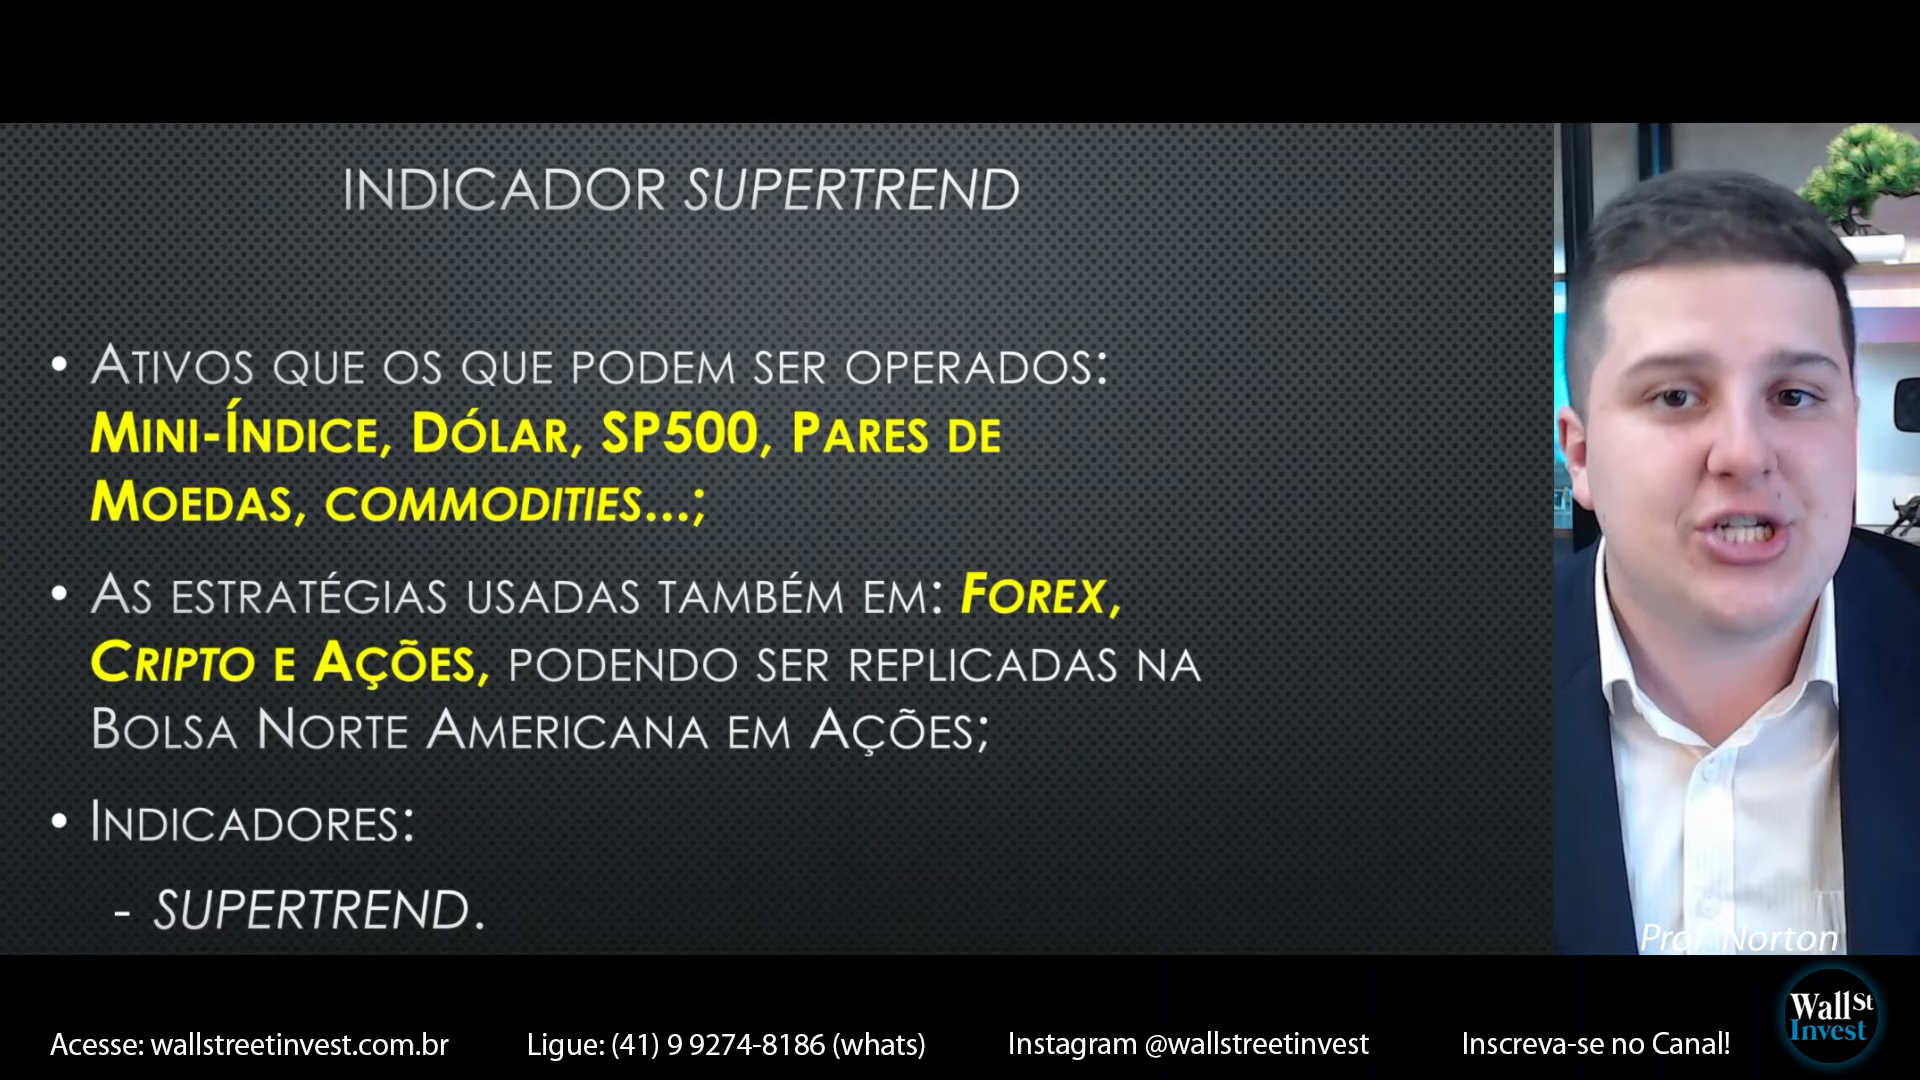 INDICADOR SUPERTREND
• ATIVOS QUE OS QUE PODEM SER OPERADOS:
MINI-ÍNDICE, DÓLAR, SP500, PARES DE
MOEDAS, COMMODITIES...;
• AS ESTRATÉGIAS USADAS TAMBÉM EM: FOREX,
CRIPTO E AÇÕES, PODENDO SER REPLICADAS NA
BOLSA NORTE AMERICANA EM AÇÕES;
• INDICADORES:
- SUPERTREND.
Prof Norton
Wall St
Invest
Acesse: wallstreetinvest.com.br
Ligue: (41) 9 9274-8186 (whats)
Instagram @wallstreetinvest
Inscreva-se no Canal!